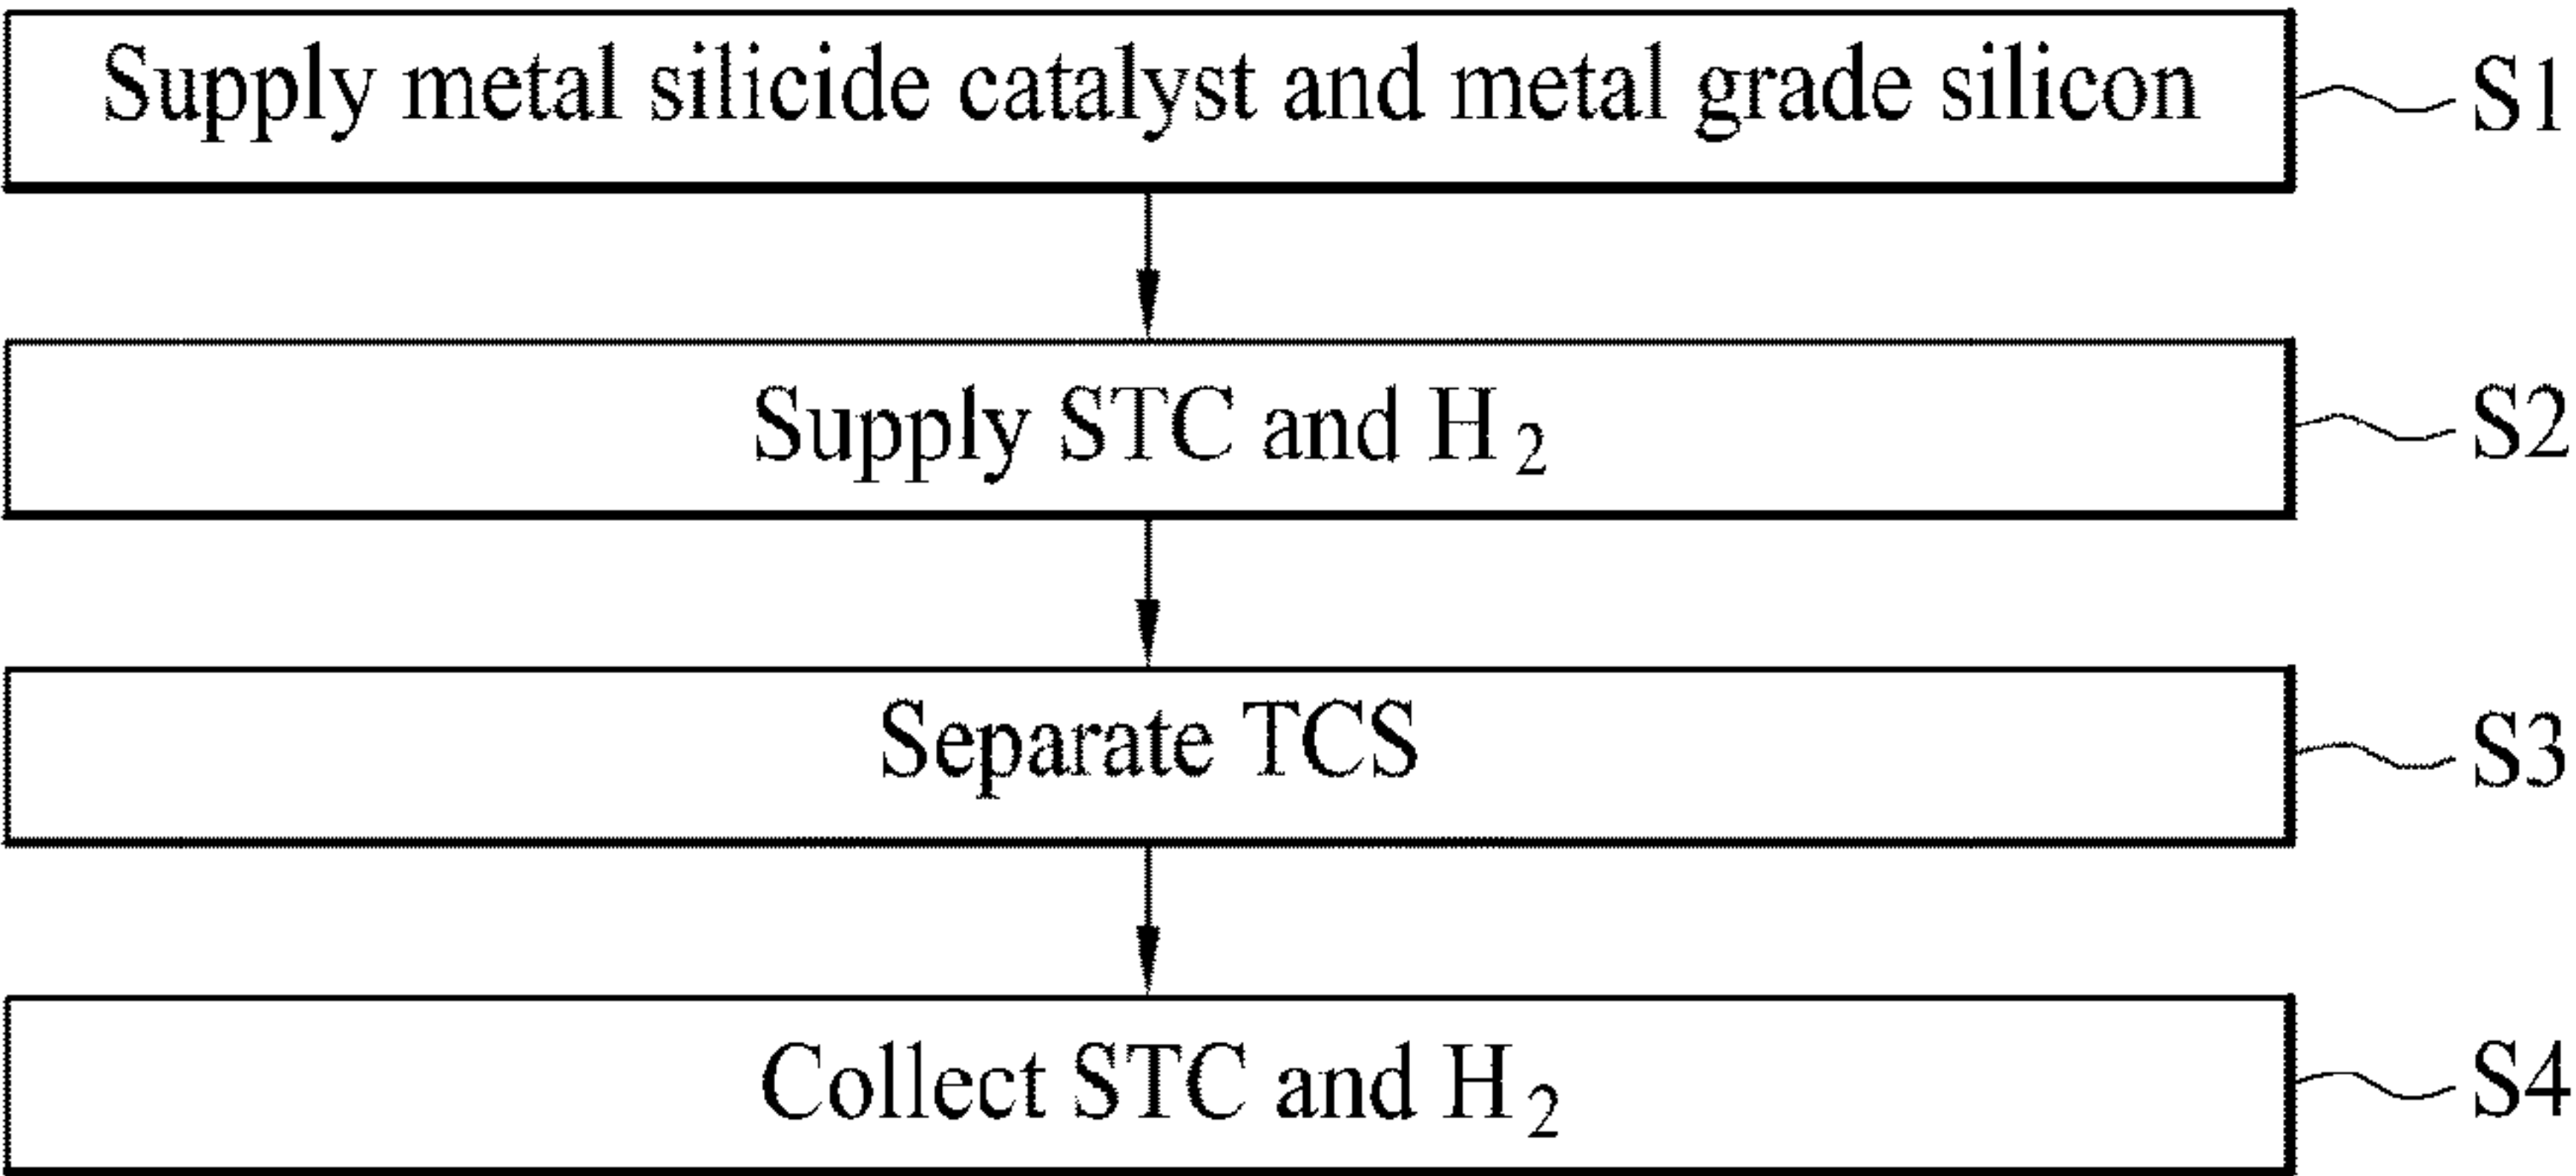 Supply metal silicide catalyst and metal grade silicon S1
Supply STC and H2 S2
Separate TCS S3
Collect STC and H2 S4